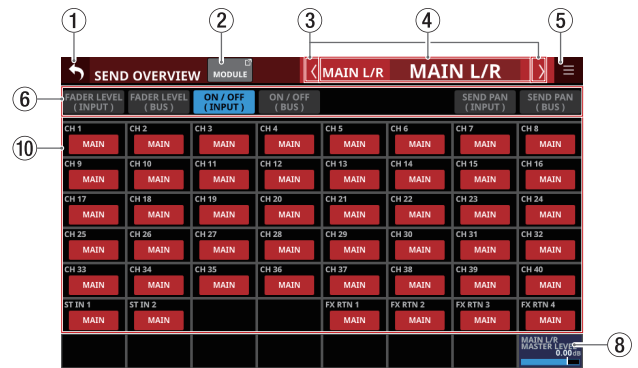 1 2 3 4 5
SEND OVERVIEW MODULE MAIN L/R MAIN L/R
6
FADER LEVEL FADER LEVEL ON / OFF ON / OFF SEND PAN SEND PAN
( INPUT ) ( BUS ) ( INPUT ) ( BUS ) ( INPUT ) ( BUS )
10
CH 1 CH 2 CH 3 CH 4 CH 5 CH 6 CH 7 CH 8
MAIN MAIN MAIN MAIN MAIN MAIN MAIN MAIN
CH 9 CH 10 CH 11 CH 12 CH 13 CH 14 CH 15 CH 16
MAIN MAIN MAIN MAIN MAIN MAIN MAIN MAIN
CH 17 CH 18 CH 19 CH 20 CH 21 CH 22 CH 23 CH 24
MAIN MAIN MAIN MAIN MAIN MAIN MAIN MAIN
CH 25 CH 26 CH 27 CH 28 CH 29 CH 30 CH 31 CH 32
MAIN MAIN MAIN MAIN MAIN MAIN MAIN MAIN
CH 33 CH 34 CH 35 CH 36 CH 37 CH 38 CH 39 CH 40
MAIN MAIN MAIN MAIN MAIN MAIN MAIN MAIN
ST IN 1 ST IN 2 FX RTN 1 FX RTN 2 FX RTN 3 FX RTN 4
MAIN MAIN MAIN MAIN MAIN MAIN
MAIN L/R
MASTER LEVEL
0.00dB
8